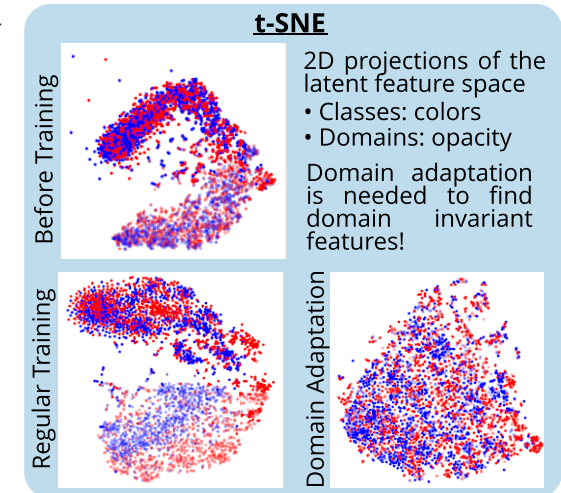 t-SNE
Before Training
2D projections of the
latent feature space
• Classes: colors
• Domains: opacity
Domain adaptation
is needed to find
domain invariant
features!
Regular Training
Domain Adaptation